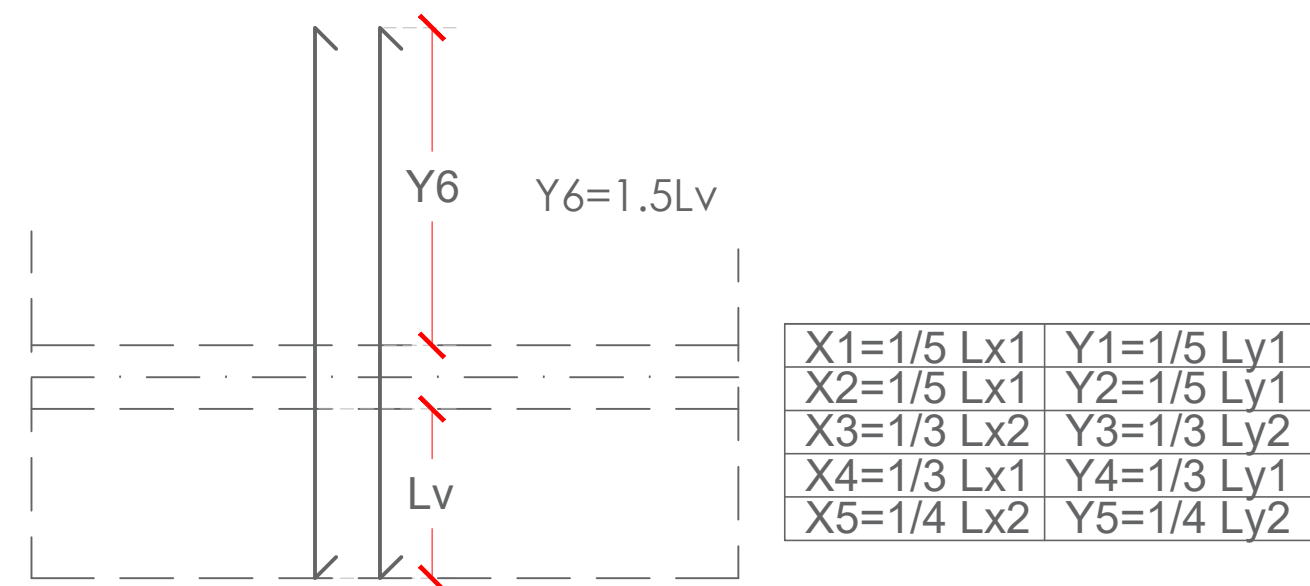 Y6
Y6=1.5Lv
Lv
X1=1/5 Lx1 Y1=1/5 Ly1
X2=1/5 Lx1 Y2=1/5 Ly1
X3=1/3 Lx2 Y3=1/3 Ly2
X4=1/3 Lx1 Y4=1/3 Ly1
X5=1/4 Lx2 Y5=1/4 Ly2